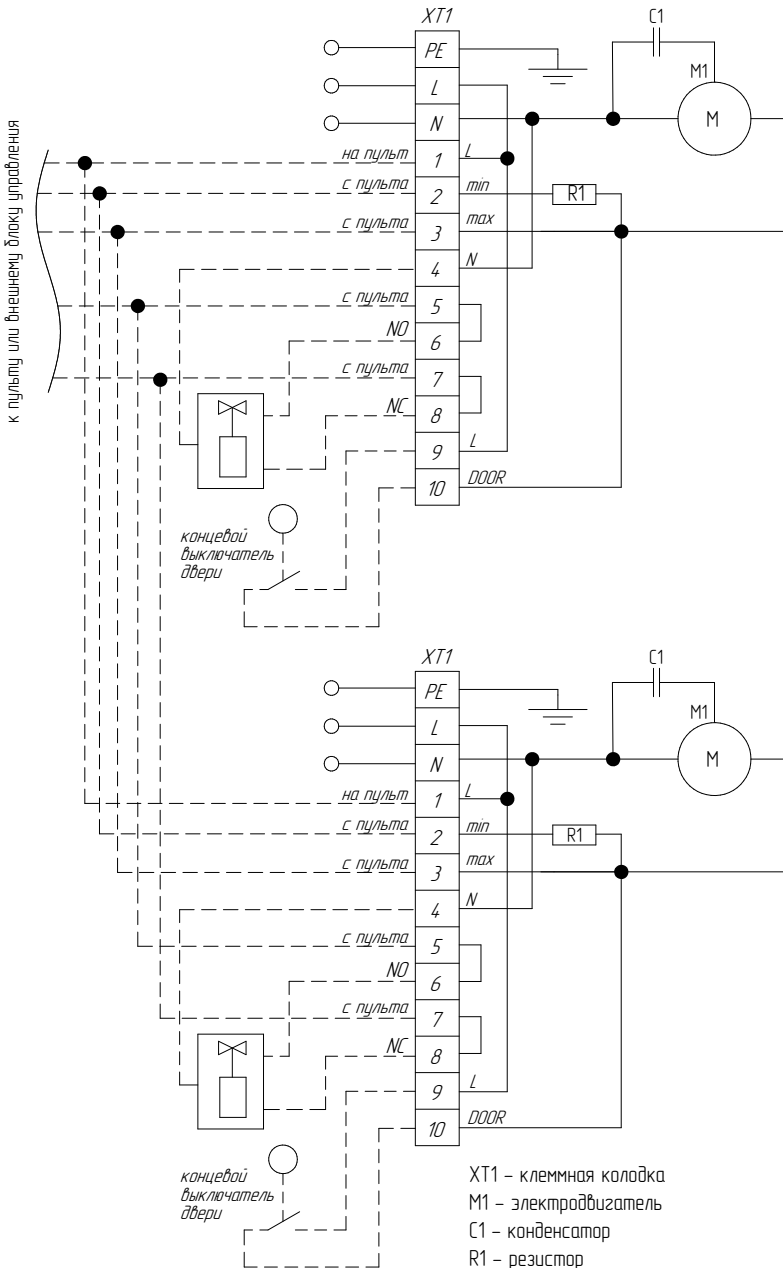 к пульту или внешнему блоку управления
XT1
C1
PE
M1
L
N
M
на пульт
1
L
с пульта
2
min
R1
с пульта
3
max
4
N
с пульта
5
NO
6
с пульта
7
NC
8
9
L
10
DOOR
концевой
выключатель
двери
XT1
C1
PE
M1
L
N
M
на пульт
1
L
с пульта
2
min
R1
с пульта
3
max
4
N
с пульта
5
NO
6
с пульта
7
NC
8
9
L
10
DOOR
концевой
выключатель
двери
XT1 – клеммная колодка
M1 – электродвигатель
C1 – конденсатор
R1 – резистор